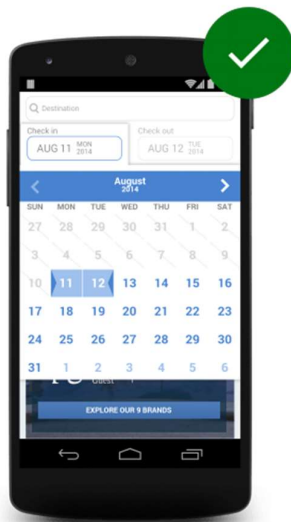 Destination
Check in
Check out
AUG 11 MON 2014
AUG 12 TUE 2014
August
2014
SUN MON TUE WED THU FRI SAT
27 28 29 30 31 1 2
3 4 5 6 7 8 9
10 11 12 13 14 15 16
17 18 19 20 21 22 23
24 25 26 27 28 29 30
31 1 2 3 4 5 6
Guest
EXPLORE OUR 9 BRANDS